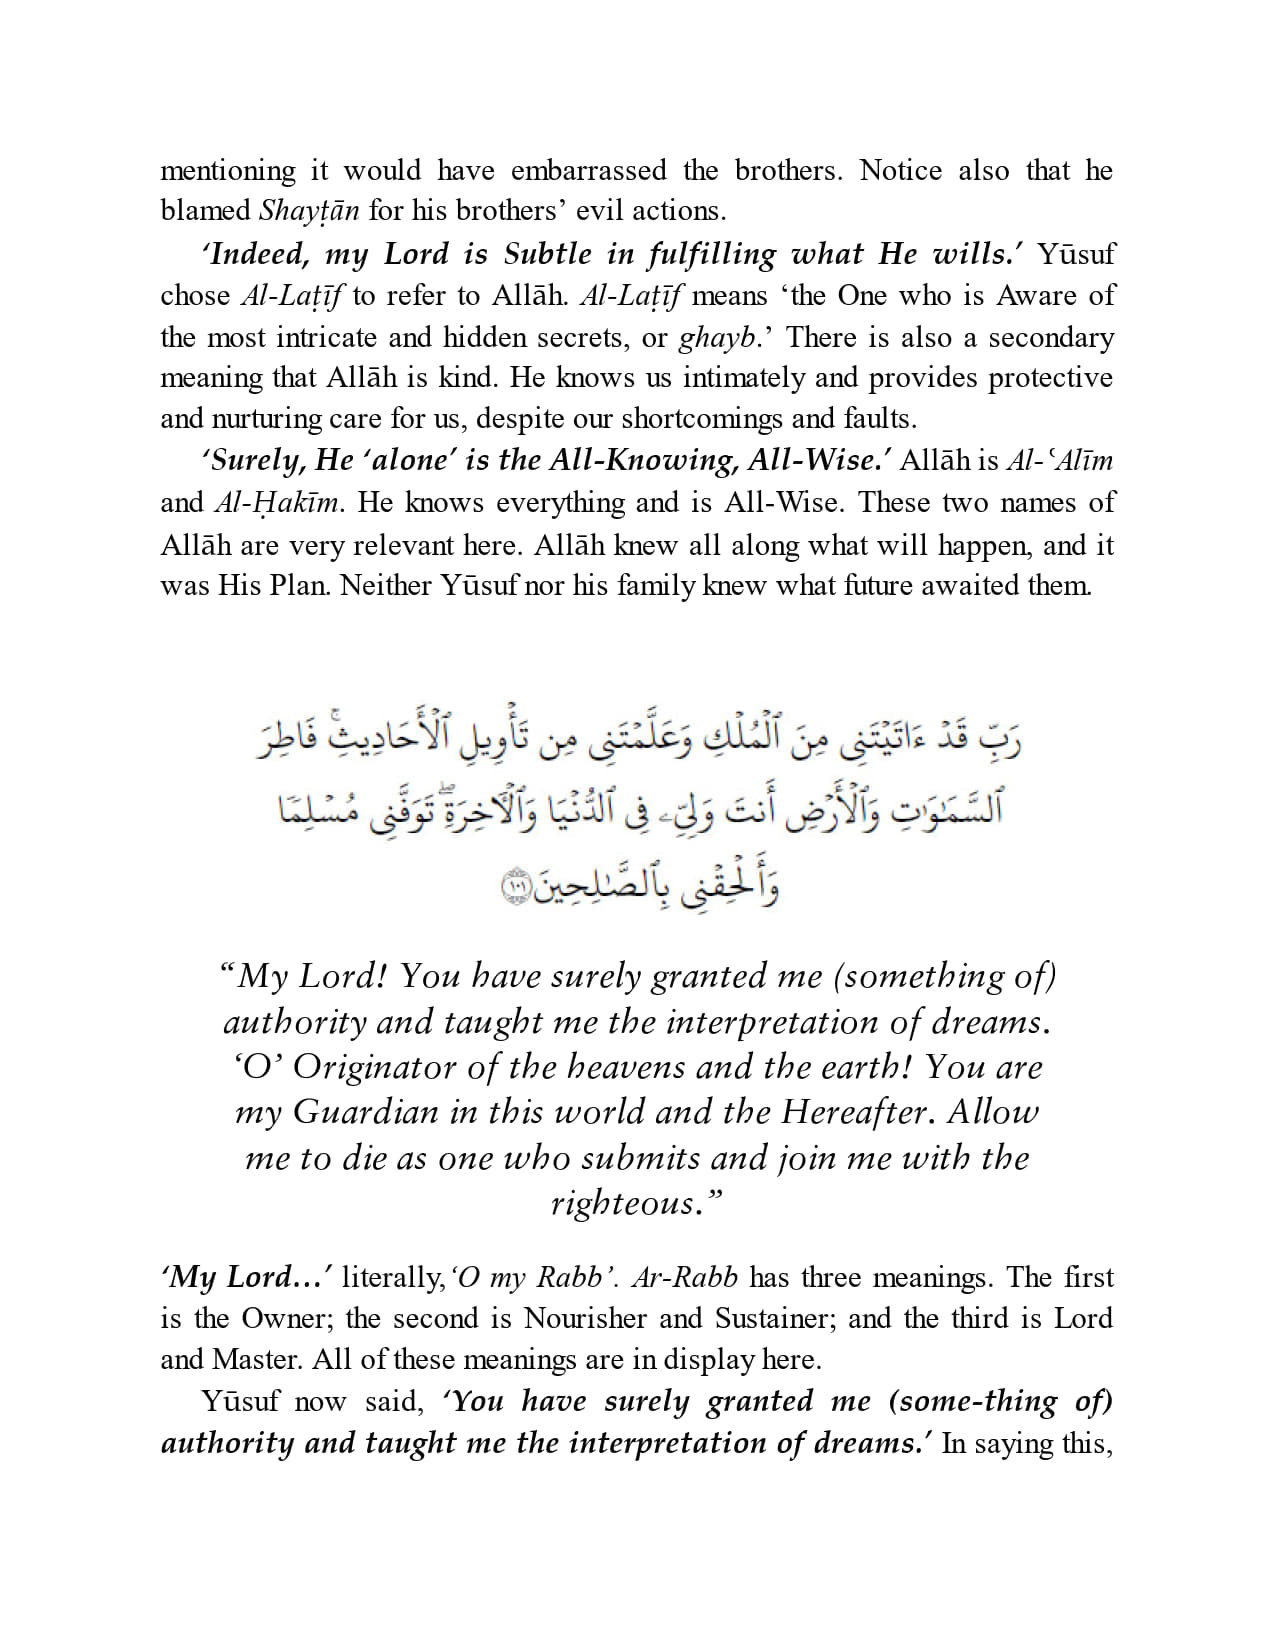 mentioning it would have embarrassed the brothers. Notice also that he
blamed Shayṭān for his brothers’ evil actions.
‘Indeed, my Lord is Subtle in fulfilling what He wills.’ Yūsuf
chose Al-Laṭīf to refer to Allāh. Al-Laṭīf means ‘the One who is Aware of
the most intricate and hidden secrets, or ghayb.’ There is also a secondary
meaning that Allāh is kind. He knows us intimately and provides protective
and nurturing care for us, despite our shortcomings and faults.
‘Surely, He ‘alone’ is the All-Knowing, All-Wise.’ Allāh is Al-ʿAlīm
and Al-Ḥakīm. He knows everything and is All-Wise. These two names of
Allāh are very relevant here. Allāh knew all along what will happen, and it
was His Plan. Neither Yūsuf nor his family knew what future awaited them.
رَبِّ قَدْ ءَاتَيْتَنِى مِنَ ٱلْمُلْكِ وَعَلَّمْتَنِى مِن تَأْوِيلِ ٱلْأَحَادِيثِۚ فَاطِرَ
ٱلسَّمَٰوَٰتِ وَٱلْأَرْضِ أَنتَ وَلِىِّۦ فِى ٱلدُّنْيَا وَٱلْـَٔاخِرَةِۖ تَوَفَّنِى مُسْلِمًا
وَأَلْحِقْنِى بِٱلصَّٰلِحِينَ ١٠١
“My Lord! You have surely granted me (something of)
authority and taught me the interpretation of dreams.
‘O’ Originator of the heavens and the earth! You are
my Guardian in this world and the Hereafter. Allow
me to die as one who submits and join me with the
righteous.”
‘My Lord…’ literally, ‘O my Rabb’. Ar-Rabb has three meanings. The first
is the Owner; the second is Nourisher and Sustainer; and the third is Lord
and Master. All of these meanings are in display here.
Yūsuf now said, ‘You have surely granted me (some-thing of)
authority and taught me the interpretation of dreams.’ In saying this,